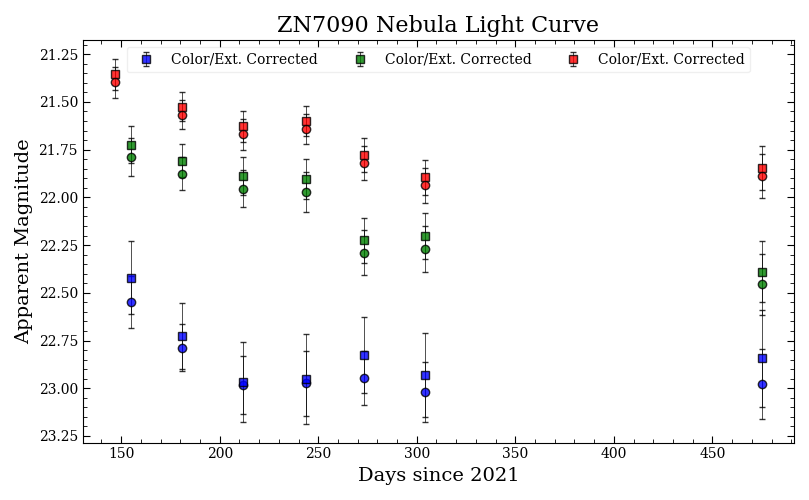 ZN7090 Nebula Light Curve
Color/Ext. Corrected Color/Ext. Corrected Color/Ext. Corrected
Apparent Magnitude
21.25
21.50
21.75
22.00
22.25
22.50
22.75
23.00
23.25
150 200 250 300 350 400 450
Days since 2021